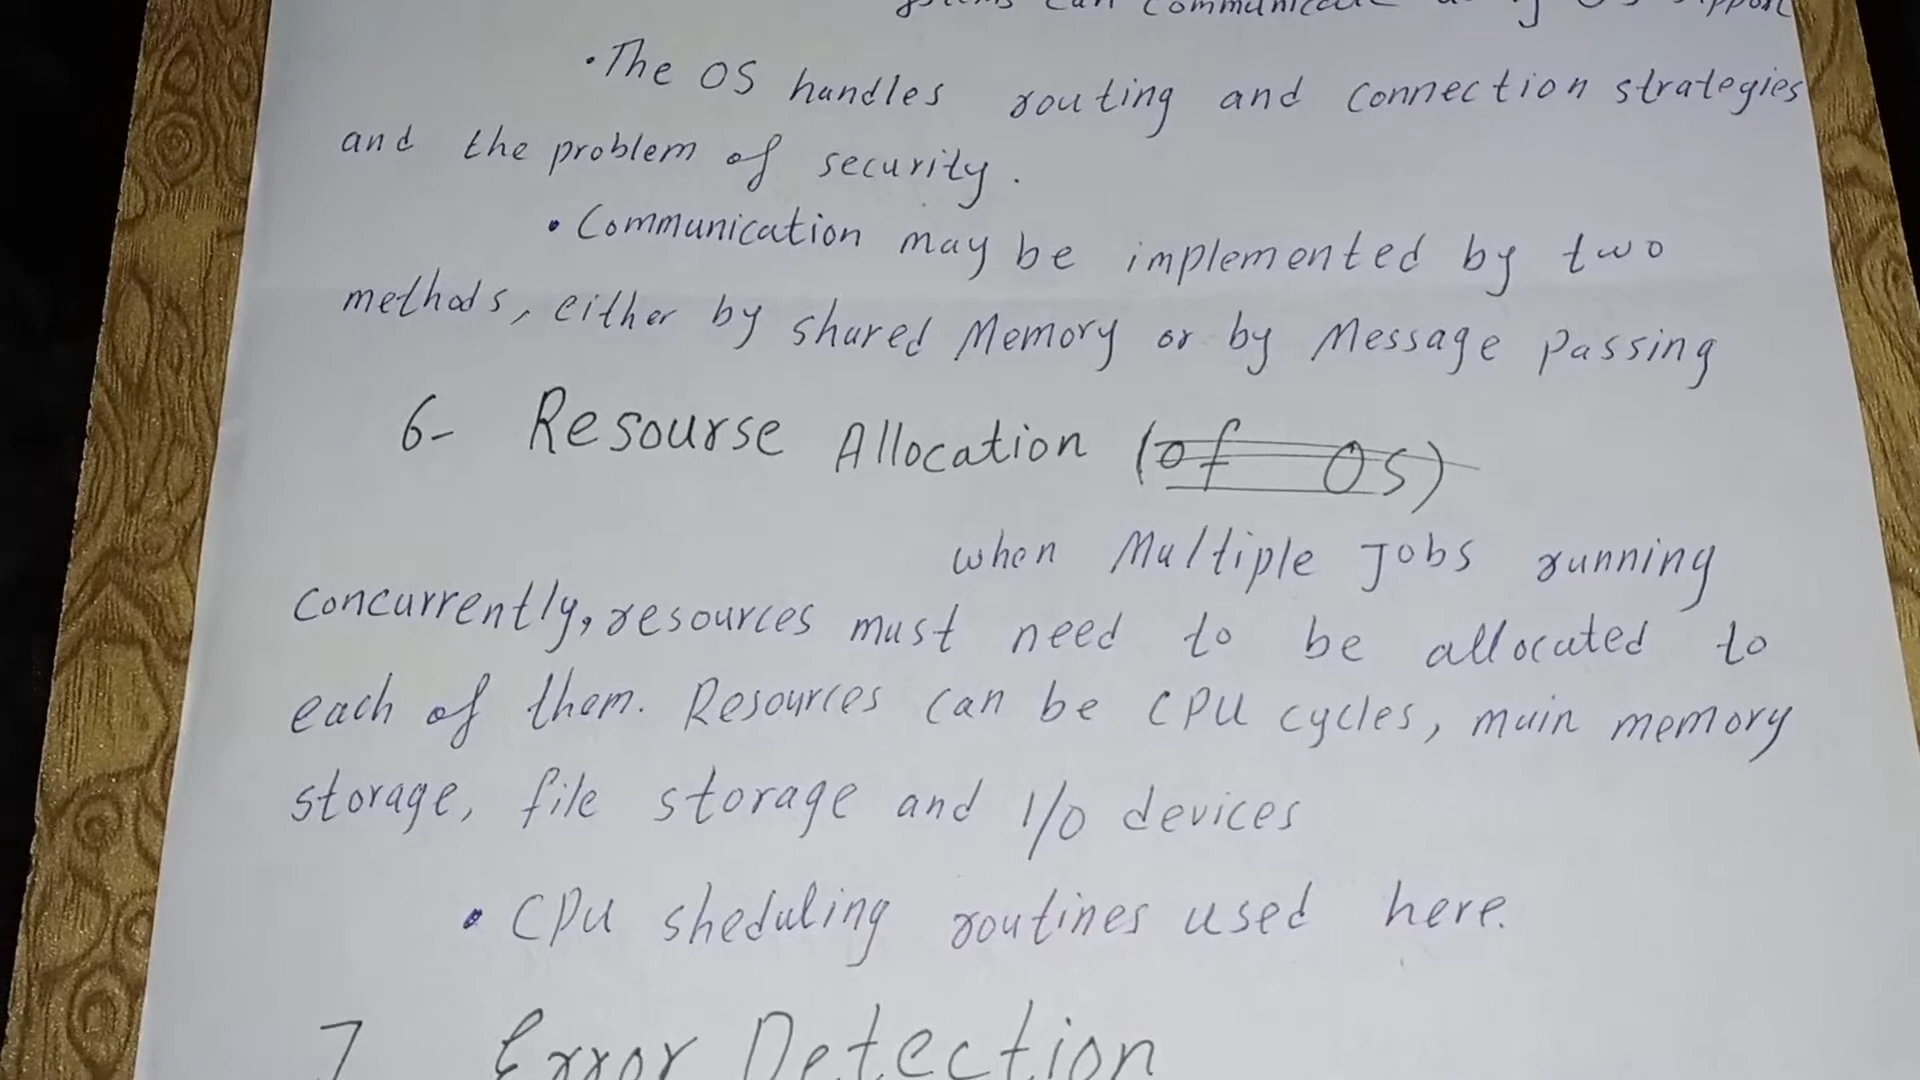 can communicate
• The OS handles routing and connection strategies
and the problem of security.
• Communication may be implemented by two
methods, either by shared Memory or by Message Passing
6- Resourse Allocation (of OS)
when Multiple Jobs running
concurrently, resources must need to be allocated to
each of them. Resources can be CPU cycles, main memory
storage, file storage and I/O devices
• CPU sheduling routines used here.
7 Error Detection